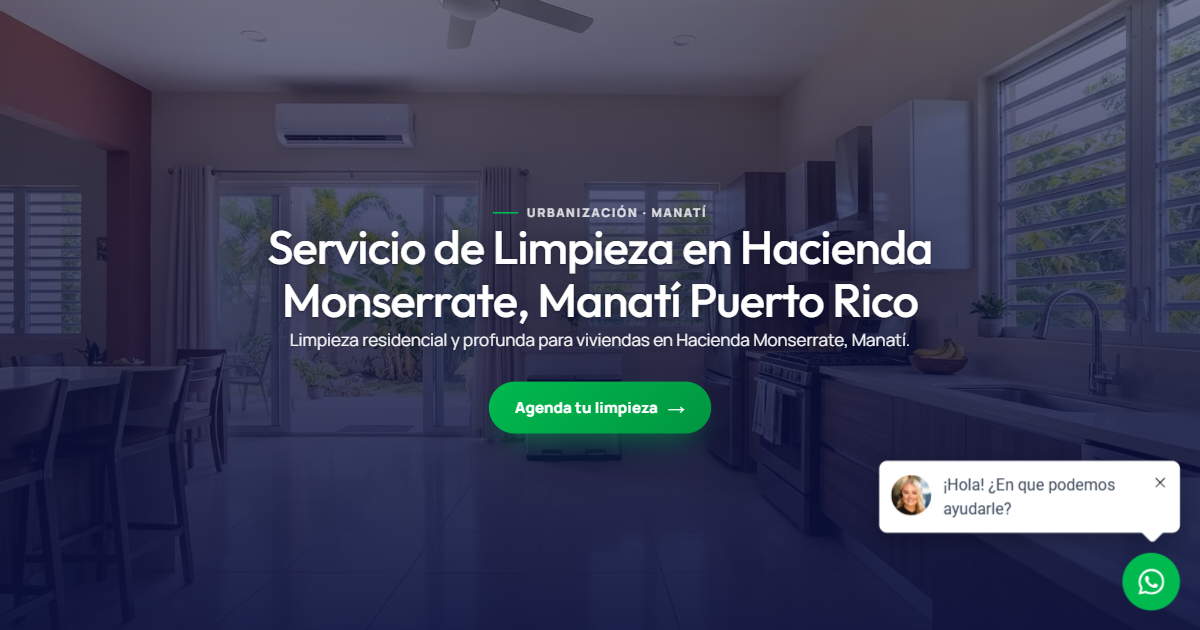 URBANIZACIÓN · MANATÍ
Servicio de Limpieza en Hacienda
Monserrate, Manatí Puerto Rico
Limpieza residencial y profunda para viviendas en Hacienda Monserrate, Manatí.
Agenda tu limpieza →
¡Hola! ¿En que podemos
ayudarle?